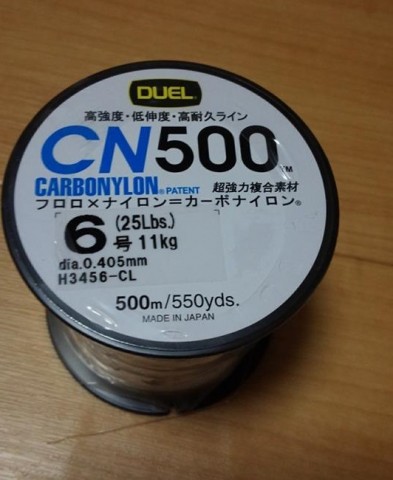 DUEL
高強度・低伸度・高耐久ライン
CN500™
CARBONYLON® PATENT 超強力複合素材
フロロ×ナイロン=カーボナイロン®
6号 (25Lbs.) 11kg
dia.0.405mm
H3456-CL
500m/550yds.
MADE IN JAPAN